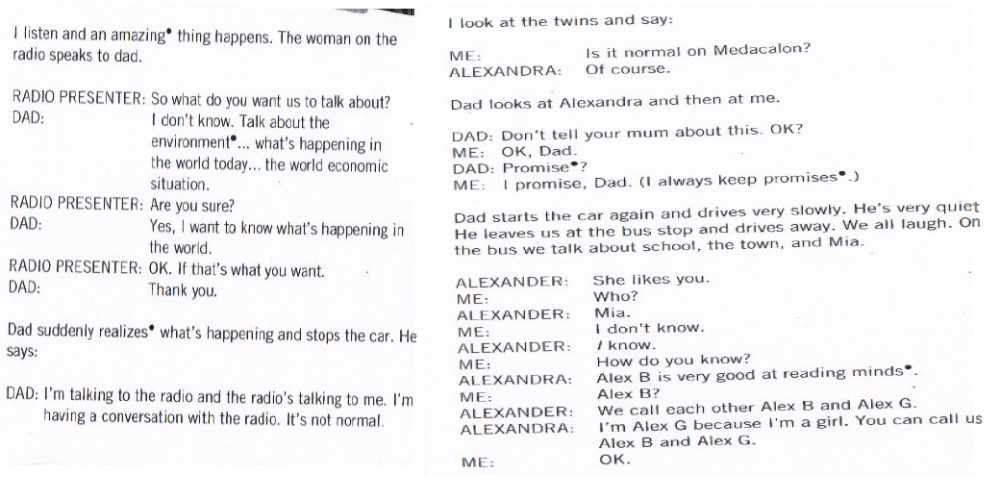 I listen and an amazing• thing happens. The woman on the
radio speaks to dad.
RADIO PRESENTER: So what do you want us to talk about?
DAD: I don't know. Talk about the
environment•... what's happening in
the world today... the world economic
situation.
RADIO PRESENTER: Are you sure?
DAD: Yes, I want to know what's happening in
the world.
RADIO PRESENTER: OK. If that's what you want.
DAD: Thank you.
Dad suddenly realizes• what's happening and stops the car. He
says:
DAD: I'm talking to the radio and the radio's talking to me. I'm
having a conversation with the radio. It's not normal.
I look at the twins and say:
ME: Is it normal on Medacalon?
ALEXANDRA: Of course.
Dad looks at Alexandra and then at me.
DAD: Don't tell your mum about this. OK?
ME: OK, Dad.
DAD: Promise•?
ME: I promise, Dad. (I always keep promises•.)
Dad starts the car again and drives very slowly. He's very quiet
He leaves us at the bus stop and drives away. We all laugh. On
the bus we talk about school, the town, and Mia.
ALEXANDER: She likes you.
ME: Who?
ALEXANDER: Mia.
ME: I don't know.
ALEXANDER: I know.
ME: How do you know?
ALEXANDRA: Alex B is very good at reading minds•.
ME: Alex B?
ALEXANDER: We call each other Alex B and Alex G.
ALEXANDRA: I'm Alex G because I'm a girl. You can call us
Alex B and Alex G.
ME: OK.